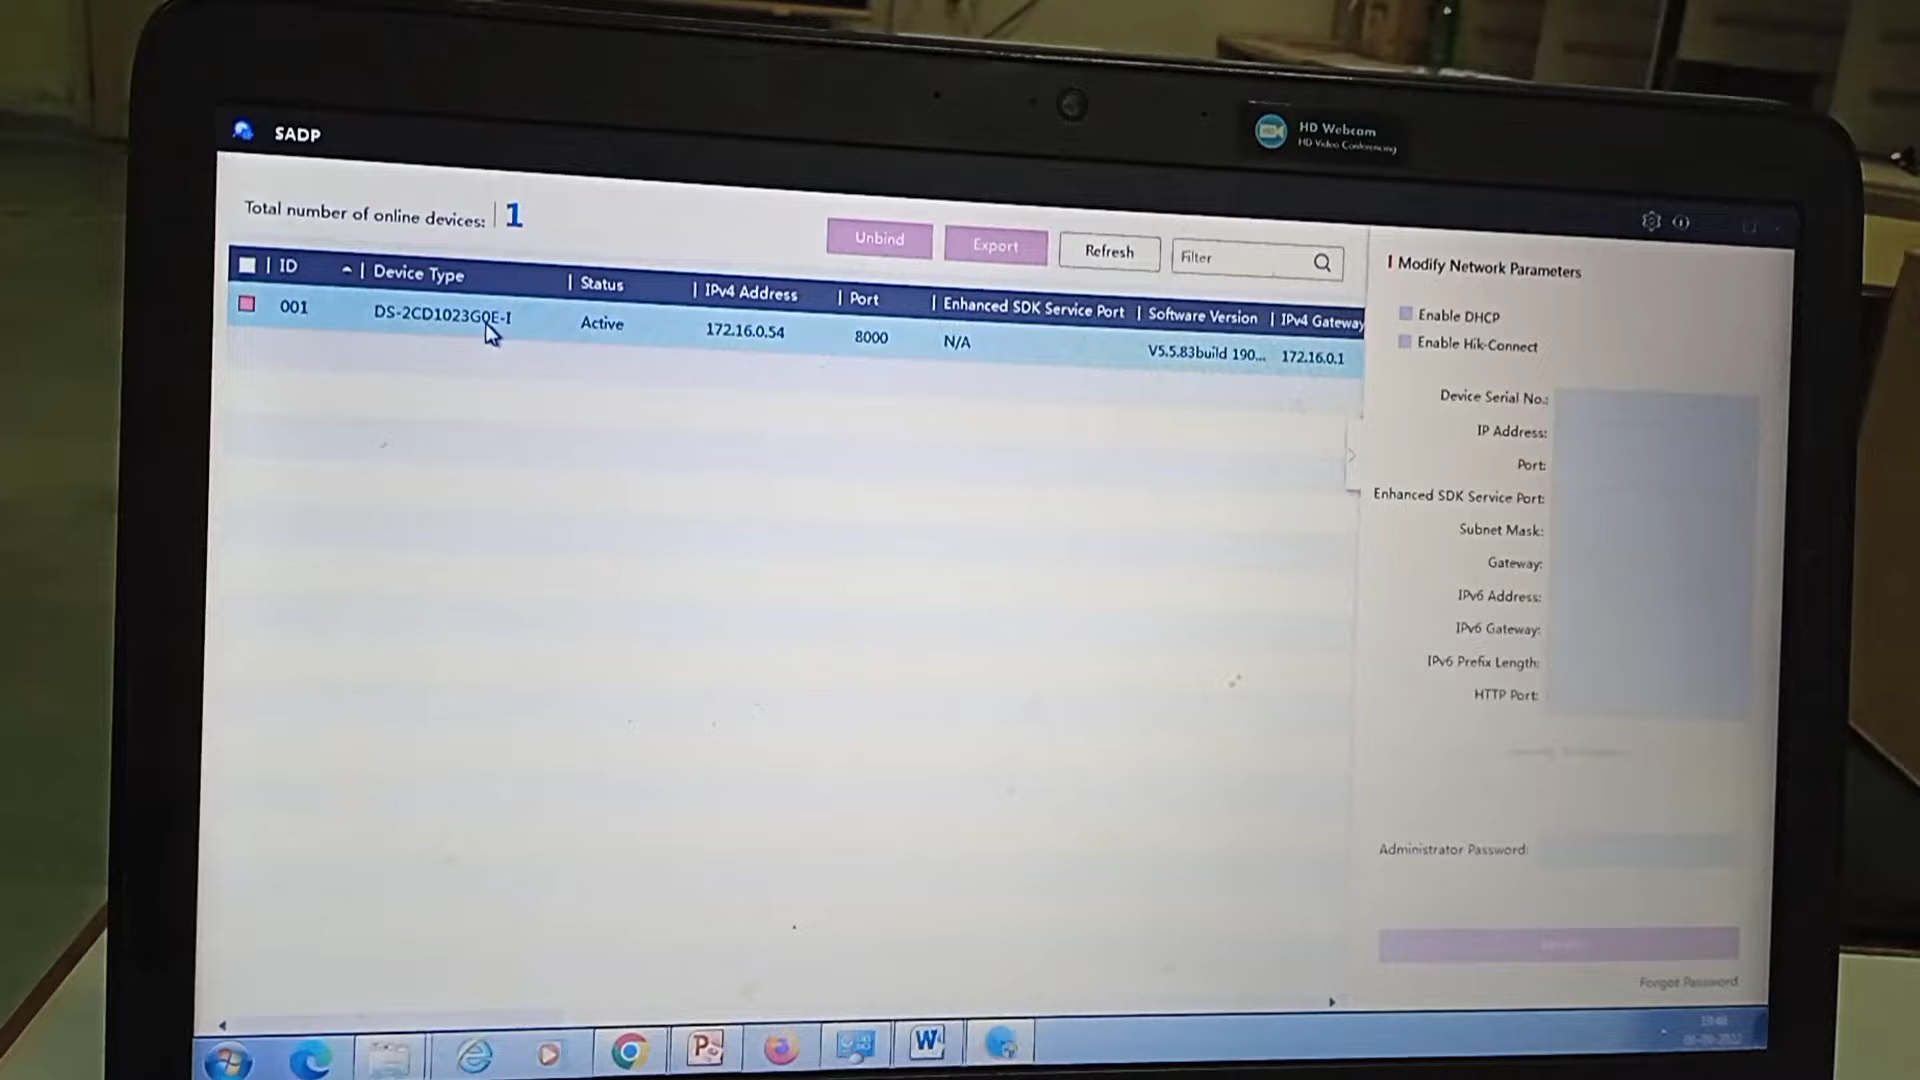 SADP
HD Webcam
HD Video Conferencing
Total number of online devices: 1
Unbind
Export
Refresh
Filter
ID
Device Type
Status
IPv4 Address
Port
Enhanced SDK Service Port
Software Version
IPv4 Gateway
001
DS-2CD1023G0E-I
Active
172.16.0.54
8000
N/A
V5.5.83build 190...
172.16.0.1
Modify Network Parameters
Enable DHCP
Enable Hik-Connect
Device Serial No.:
IP Address:
Port:
Enhanced SDK Service Port:
Subnet Mask:
Gateway:
IPv6 Address:
IPv6 Gateway:
IPv6 Prefix Length:
HTTP Port:
Administrator Password:
Forgot Password